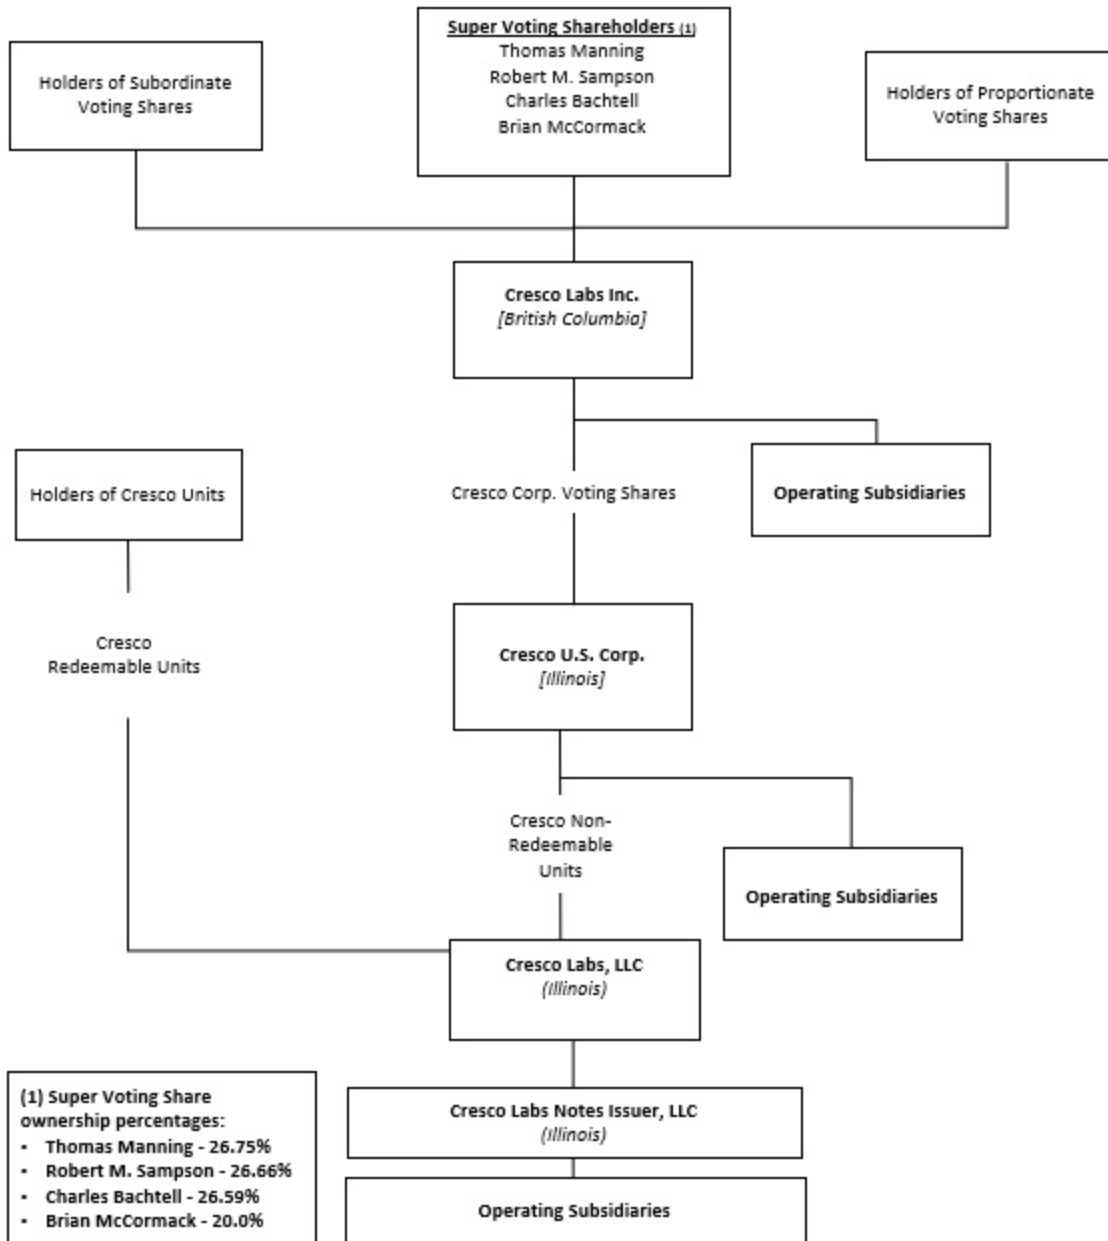 Super Voting Shareholders (1)
Thomas Manning
Robert M. Sampson
Charles Bachtell
Brian McCormack
Holders of Subordinate
Voting Shares
Holders of Proportionate
Voting Shares
Cresco Labs Inc.
[British Columbia]
Holders of Cresco Units
Cresco Corp. Voting Shares
Operating Subsidiaries
Cresco
Redeemable Units
Cresco U.S. Corp.
[Illinois]
Cresco Non-
Redeemable
Units
Operating Subsidiaries
Cresco Labs, LLC
(Illinois)
(1) Super Voting Share
ownership percentages:
- Thomas Manning - 26.75%
- Robert M. Sampson - 26.66%
- Charles Bachtell - 26.59%
- Brian McCormack - 20.0%
Cresco Labs Notes Issuer, LLC
(Illinois)
Operating Subsidiaries